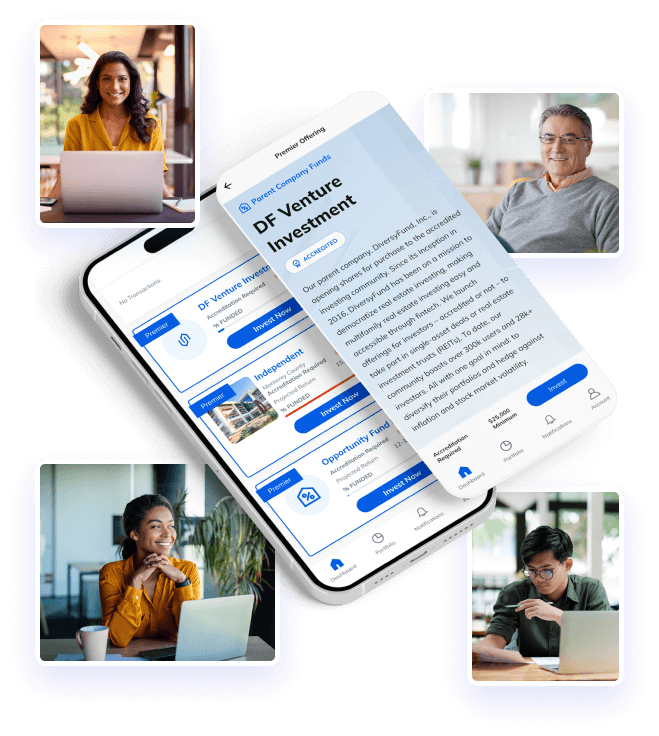 Premier Offering
Parent Company Funds
DF Venture
Investment
ACCREDITED
Our parent company, DiversyFund, Inc., is
opening shares for purchase to the accredited
investing community. Since its inception in
2016, DiversyFund has been on a mission to
democratize real estate investing, making
multifamily real estate investing easy and
accessible through fintech. We launch
offerings for investors – accredited or not – to
take part in single-asset deals or real estate
investment trusts (REITs). To date, our
community boasts over 300k users and 28k+
investors. All with one goal in mind: to
diversify their portfolios and hedge against
inflation and stock market volatility.
Accreditation
Required
$25,000
Minimum
Invest
Dashboard
Portfolio
Notifications
Account
No Transactions.
Premier
DF Venture Invest
Accreditation Required
% FUNDED
Invest Now
Premier
Independent
Monterey County
Accreditation Required
Projected Return
% FUNDED
Invest Now
Premier
Opportunity Fund
Accreditation Required
Projected Return
% FUNDED
Invest Now
Dashboard
Portfolio
Notifications